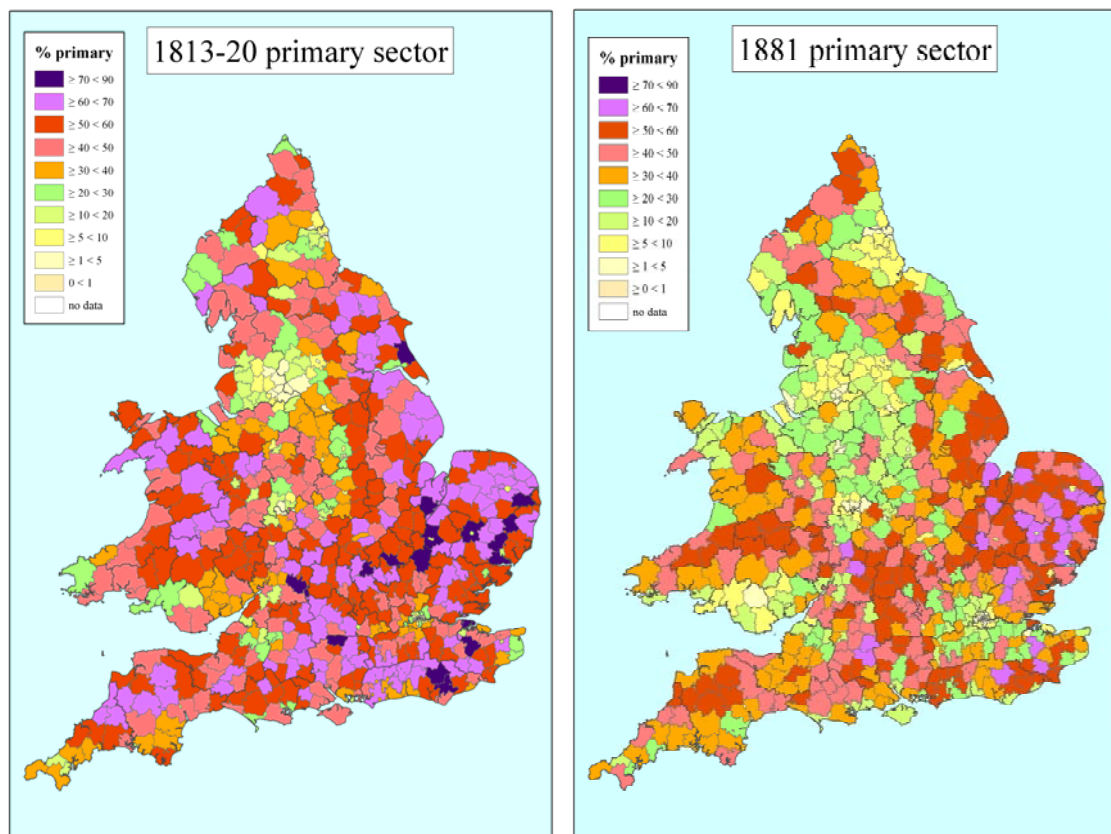 1813-20 primary sector
% primary
≥ 70 < 90
≥ 60 < 70
≥ 50 < 60
≥ 40 < 50
≥ 30 < 40
≥ 20 < 30
≥ 10 < 20
≥ 5 < 10
≥ 1 < 5
0 < 1
no data
1881 primary sector
% primary
≥ 70 < 90
≥ 60 < 70
≥ 50 < 60
≥ 40 < 50
≥ 30 < 40
≥ 20 < 30
≥ 10 < 20
≥ 5 < 10
≥ 1 < 5
≥ 0 < 1
no data